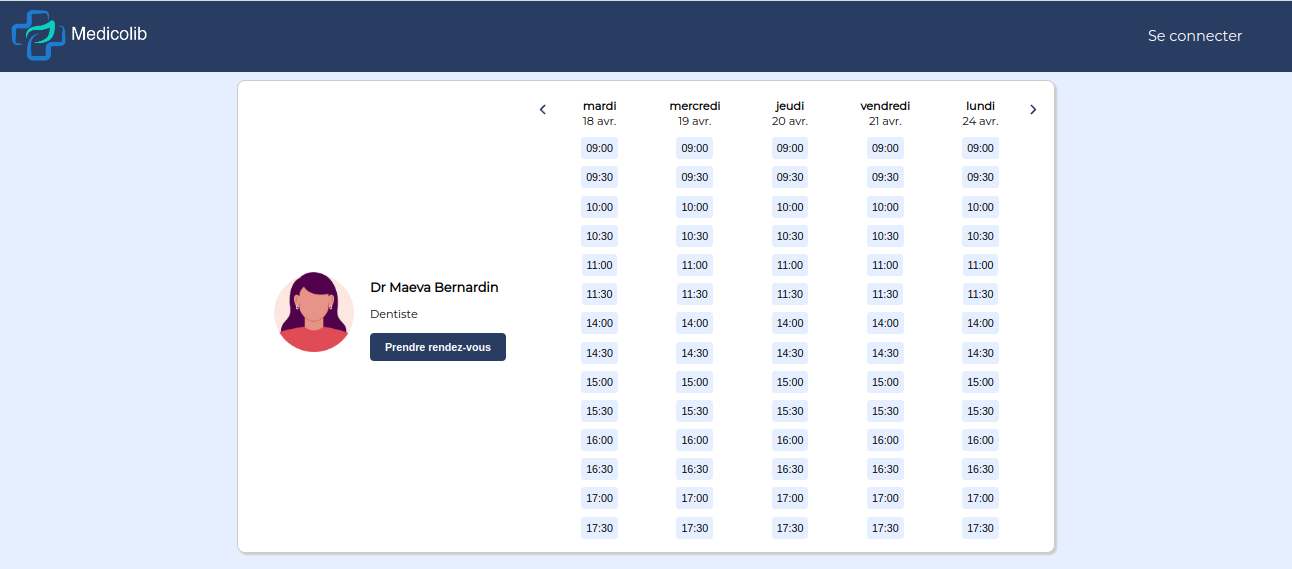 Medicolib
Se connecter
mardi mercredi jeudi vendredi lundi
18 avr. 19 avr. 20 avr. 21 avr. 24 avr.
09:00 09:00 09:00 09:00 09:00
09:30 09:30 09:30 09:30 09:30
10:00 10:00 10:00 10:00 10:00
10:30 10:30 10:30 10:30 10:30
11:00 11:00 11:00 11:00 11:00
11:30 11:30 11:30 11:30 11:30
14:00 14:00 14:00 14:00 14:00
14:30 14:30 14:30 14:30 14:30
15:00 15:00 15:00 15:00 15:00
15:30 15:30 15:30 15:30 15:30
16:00 16:00 16:00 16:00 16:00
16:30 16:30 16:30 16:30 16:30
17:00 17:00 17:00 17:00 17:00
17:30 17:30 17:30 17:30 17:30
Dr Maeva Bernardin
Dentiste
Prendre rendez-vous